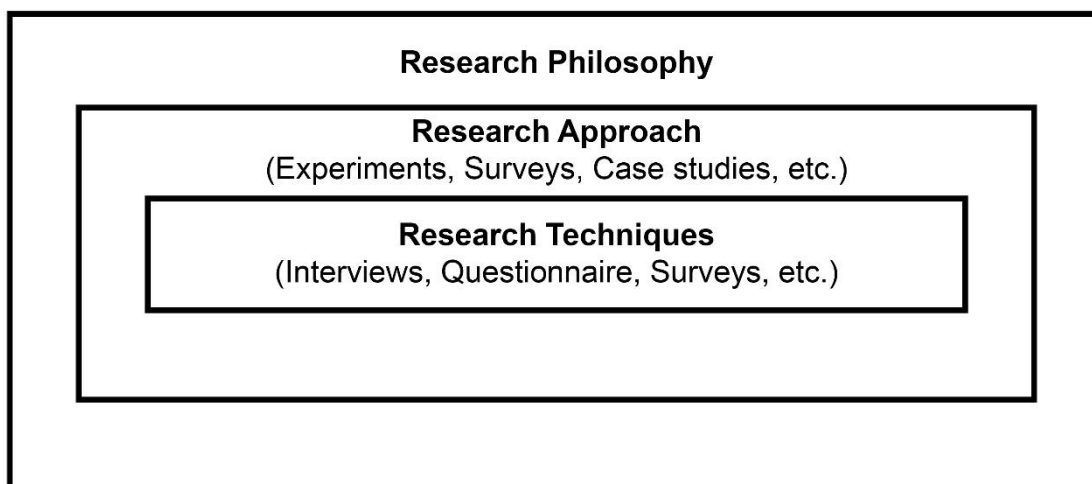 Research Philosophy
Research Approach
(Experiments, Surveys, Case studies, etc.)
Research Techniques
(Interviews, Questionnaire, Surveys, etc.)